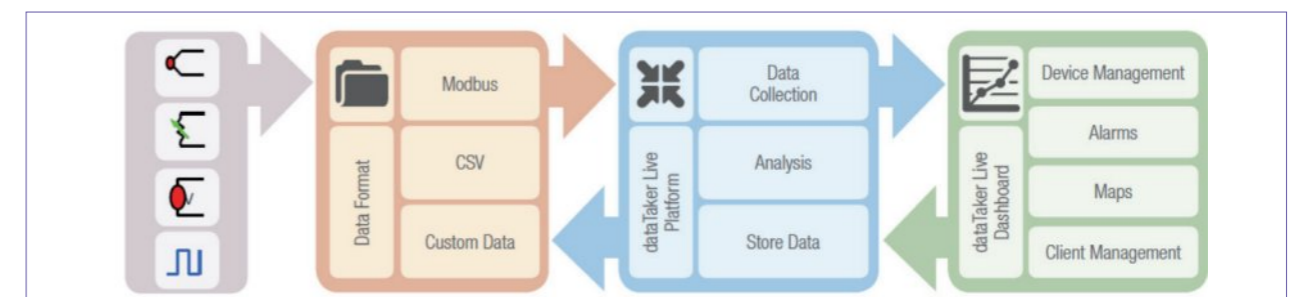 V
Data Format
Modbus
CSV
Custom Data
dataTaker Live
Platform
Data
Collection
Analysis
Store Data
dataTaker Live
Dashboard
Device Management
Alarms
Maps
Client Management